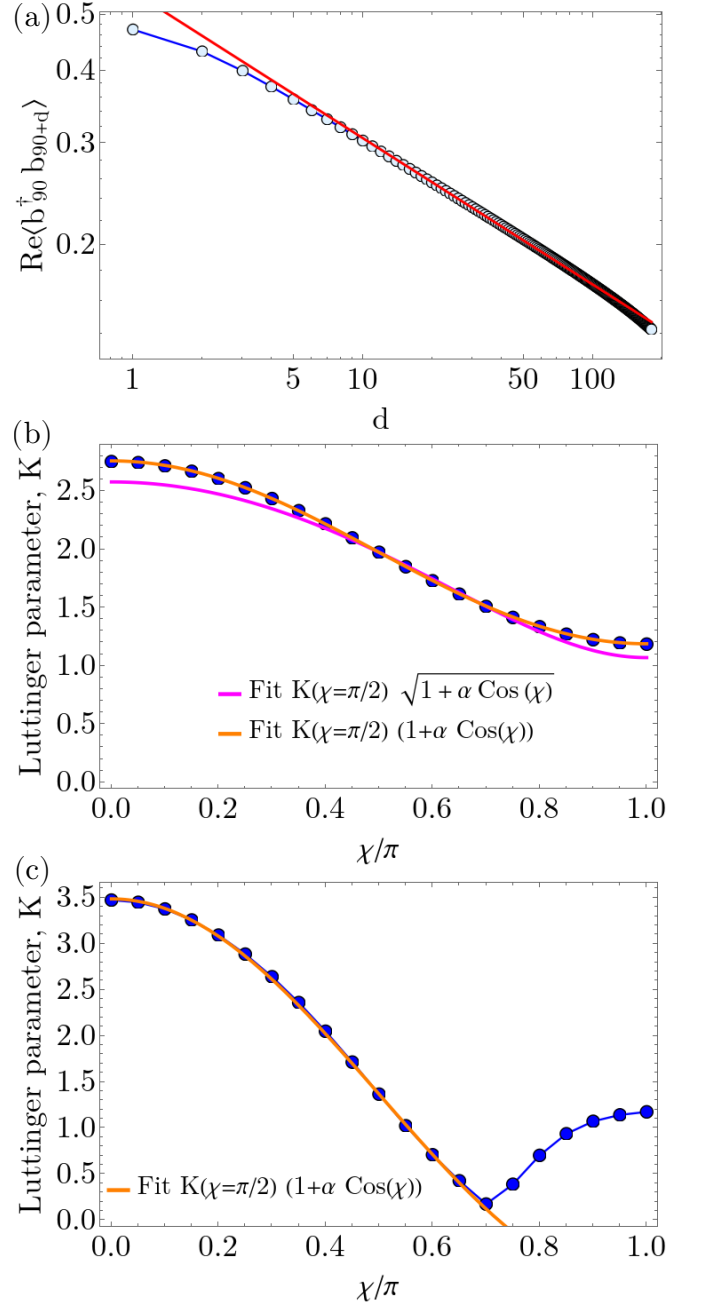 (a)
0.5
0.4
0.3
0.2
Re⟨b†90 b90+d⟩
1 5 10 50 100
d
(b)
2.5
2.0
1.5
1.0
0.5
0.0
Luttinger parameter, K
Fit K(χ=π/2) √1 + α Cos (χ)
Fit K(χ=π/2) (1+α Cos(χ))
0.0 0.2 0.4 0.6 0.8 1.0
χ/π
(c)
3.5
3.0
2.5
2.0
1.5
1.0
0.5
0.0
Luttinger parameter, K
Fit K(χ=π/2) (1+α Cos(χ))
0.0 0.2 0.4 0.6 0.8 1.0
χ/π